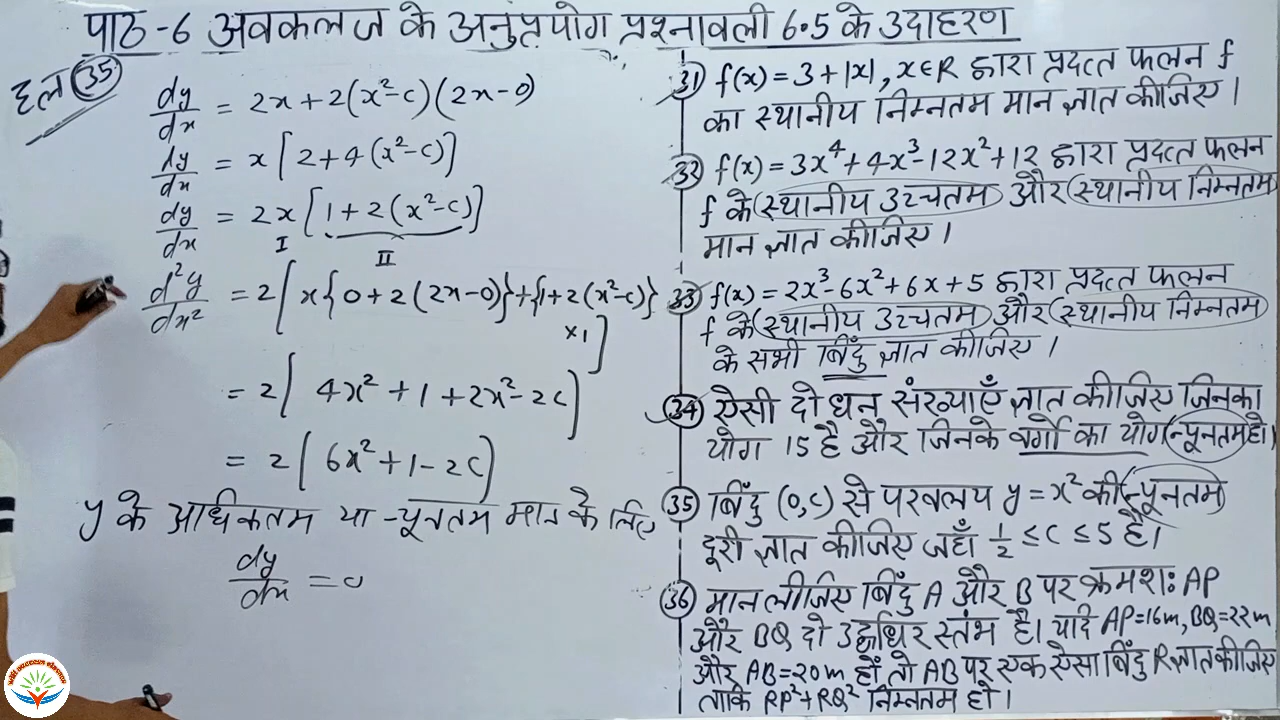 पाठ-6 अवकलज के अनुप्रयोग प्रश्नावली 6.5 के उदाहरण
हल (35)
dy/dx = 2x+2(x²-c)(2x-0)
dy/dx = x[2+4(x²-c)]
dy/dx = 2x[1+2(x²-c)]
I II
d²y/dx² = 2[x{0+2(2x-0)}+{1+2(x²-c)}
×1]
= 2[4x²+1+2x²-2c]
= 2[6x²+1-2c]
y के अधिकतम या न्यूनतम मान के लिए
dy/dx = 0
(31) f(x) = 3+|x|, x∈R द्वारा प्रदत्त फलन f
का स्थानीय निम्नतम मान ज्ञात कीजिए।
(32) f(x) = 3x⁴+4x³-12x²+12 द्वारा प्रदत्त फलन
f के (स्थानीय उच्चतम) और (स्थानीय निम्नतम
मान ज्ञात कीजिए।
(33) f(x) = 2x³-6x²+6x+5 द्वारा प्रदत्त फलन
f के (स्थानीय उच्चतम) और (स्थानीय निम्नतम)
के सभी बिंदु ज्ञात कीजिए।
(34) ऐसी दो धन संख्याएँ ज्ञात कीजिए जिनका
योग 15 है और जिनके वर्गों का योग (न्यूनतम) हो।
(35) बिंदु (0,c) से परवलय y = x² की (न्यूनतम)
दूरी ज्ञात कीजिए जहाँ 1/2 ≤ c ≤ 5 है।
(36) मान लीजिए बिंदु A और B पर क्रमश: AP
और BQ दो उर्ध्वाधर स्तंभ है। यदि AP=16m, BQ=22m
और AB=20m हों तो AB पर एक ऐसा बिंदु R ज्ञात कीजिए
ताकि RP²+RQ² निम्नतम हो।